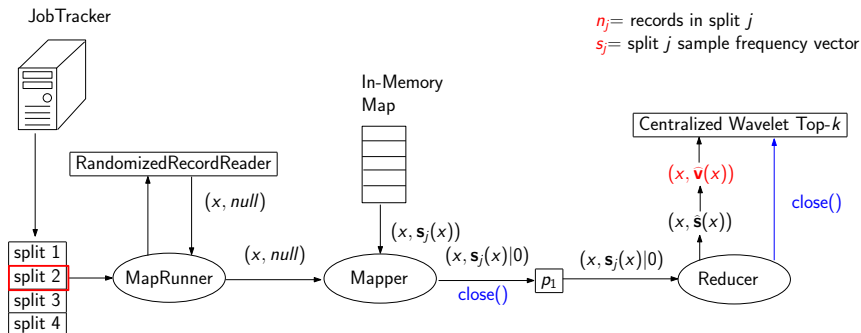 JobTracker
n_j= records in split j
s_j= split j sample frequency vector
In-Memory
Map
Centralized Wavelet Top-k
RandomizedRecordReader
(x, v̂(x))
(x, null)
close()
(x, ŝ(x))
(x, s_j(x))
split 1
split 2
split 3
split 4
MapRunner
(x, null)
Mapper
(x, s_j(x)|0)
close()
p_1
(x, s_j(x)|0)
Reducer